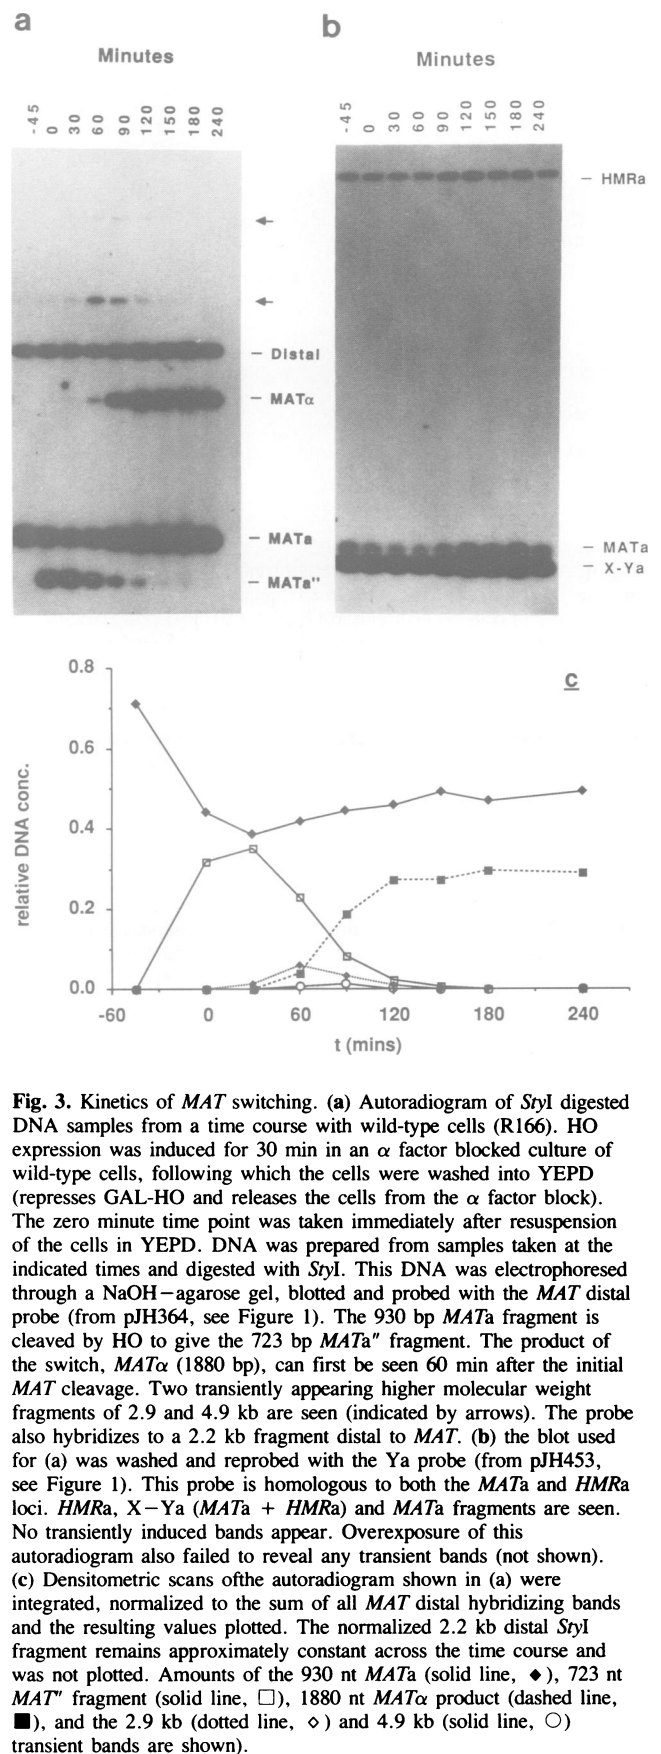 a
Minutes
-45 0 30 60 90 120 150 180 240
Distal
MATα
MATa
MATa"
b
Minutes
-45 0 30 60 90 120 150 180 240
HMRa
MATa
X-Ya
c
0.8
0.6
0.4
0.2
0.0
relative DNA conc.
-60 0 60 120 180 240
t (mins)
Fig. 3. Kinetics of MAT switching. (a) Autoradiogram of StyI digested
DNA samples from a time course with wild-type cells (R166). HO
expression was induced for 30 min in an α factor blocked culture of
wild-type cells, following which the cells were washed into YEPD
(represses GAL-HO and releases the cells from the α factor block).
The zero minute time point was taken immediately after resuspension
of the cells in YEPD. DNA was prepared from samples taken at the
indicated times and digested with StyI. This DNA was electrophoresed
through a NaOH–agarose gel, blotted and probed with the MAT distal
probe (from pJH364, see Figure 1). The 930 bp MATa fragment is
cleaved by HO to give the 723 bp MATa" fragment. The product of
the switch, MATα (1880 bp), can first be seen 60 min after the initial
MAT cleavage. Two transiently appearing higher molecular weight
fragments of 2.9 and 4.9 kb are seen (indicated by arrows). The probe
also hybridizes to a 2.2 kb fragment distal to MAT. (b) the blot used
for (a) was washed and reprobed with the Ya probe (from pJH453,
see Figure 1). This probe is homologous to both the MATa and HMRa
loci. HMRa, X–Ya (MATa + HMRa) and MATa fragments are seen.
No transiently induced bands appear. Overexposure of this
autoradiogram also failed to reveal any transient bands (not shown).
(c) Densitometric scans ofthe autoradiogram shown in (a) were
integrated, normalized to the sum of all MAT distal hybridizing bands
and the resulting values plotted. The normalized 2.2 kb distal StyI
fragment remains approximately constant across the time course and
was not plotted. Amounts of the 930 nt MATa (solid line, ◆), 723 nt
MAT" fragment (solid line, □), 1880 nt MATα product (dashed line,
■), and the 2.9 kb (dotted line, ⋄) and 4.9 kb (solid line, ○)
transient bands are shown).